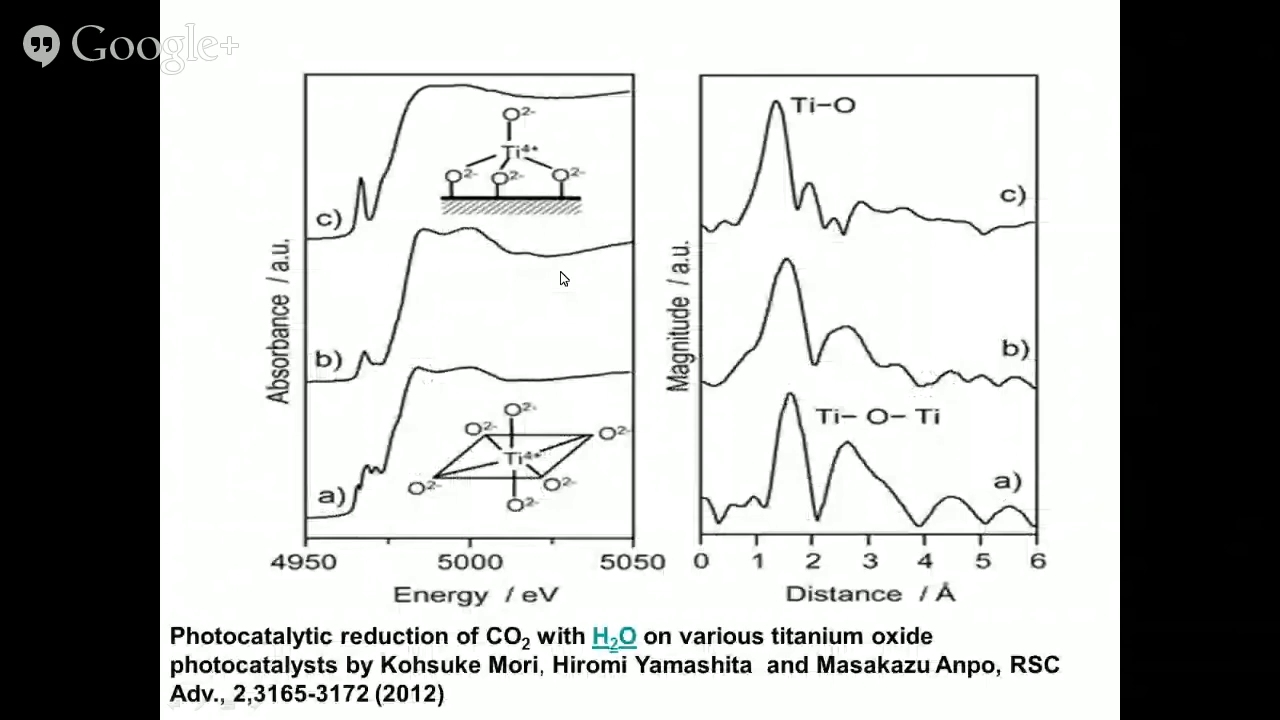 Google+
Ti–O
O²⁻
Ti⁴⁺
O²⁻ O²⁻ O²⁻
c)
c)
Absorbance / a.u.
Magnitude / a.u.
b)
b)
Ti– O– Ti
O²⁻
O²⁻ O²⁻
Ti⁴⁺
O²⁻ O²⁻
O²⁻
a)
a)
4950 5000 5050
0 1 2 3 4 5 6
Energy / eV
Distance / Å
Photocatalytic reduction of CO₂ with H₂O on various titanium oxide
photocatalysts by Kohsuke Mori, Hiromi Yamashita and Masakazu Anpo, RSC
Adv., 2,3165-3172 (2012)